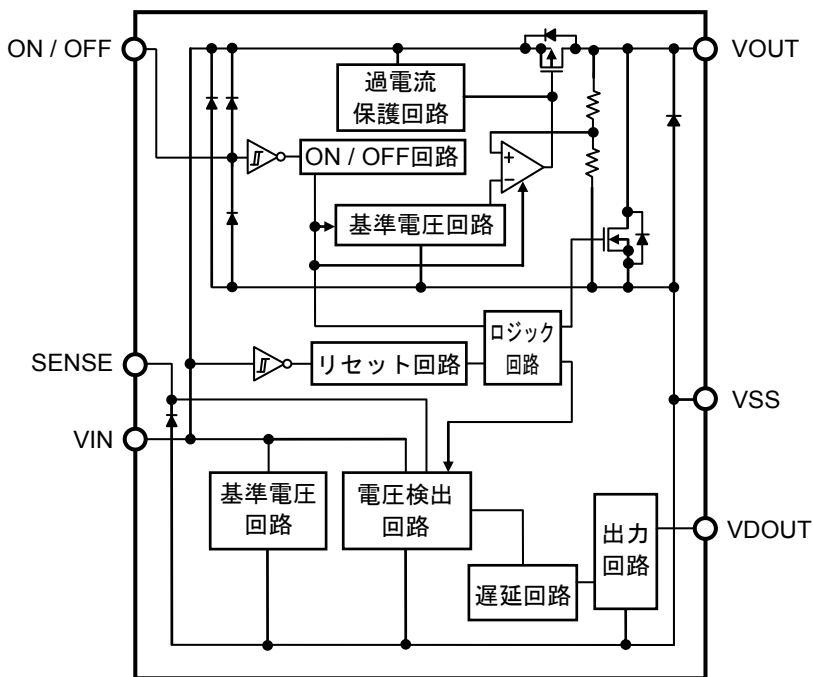 ON / OFF
VOUT
過電流
保護回路
+
−
ON / OFF回路
基準電圧回路
ロジック
回路
SENSE
リセット回路
VSS
VIN
基準電圧
回路
電圧検出
回路
出力
回路
VDOUT
遅延回路